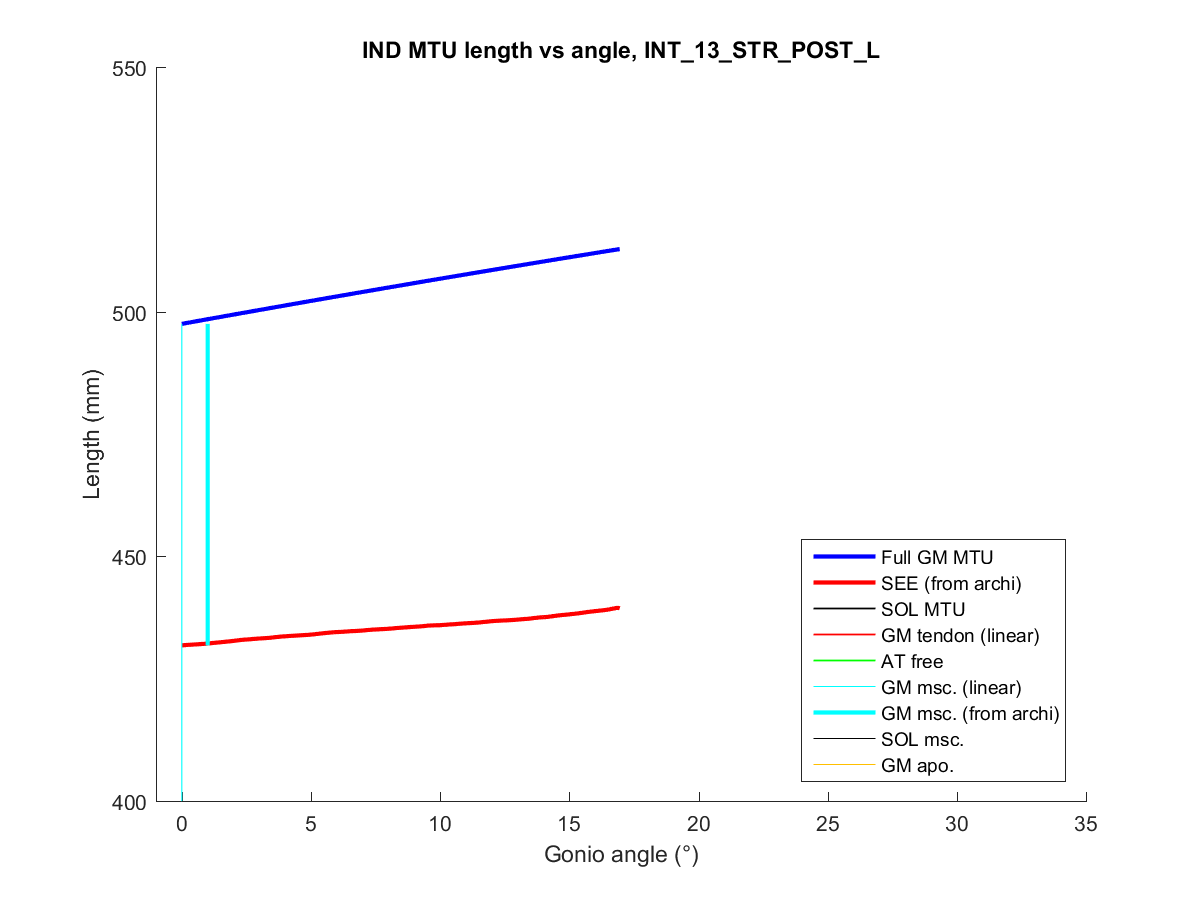 IND MTU length vs angle, INT_13_STR_POST_L
550
500
450
400
Length (mm)
0 5 10 15 20 25 30 35
Gonio angle (°)
Full GM MTU
SEE (from archi)
SOL MTU
GM tendon (linear)
AT free
GM msc. (linear)
GM msc. (from archi)
SOL msc.
GM apo.